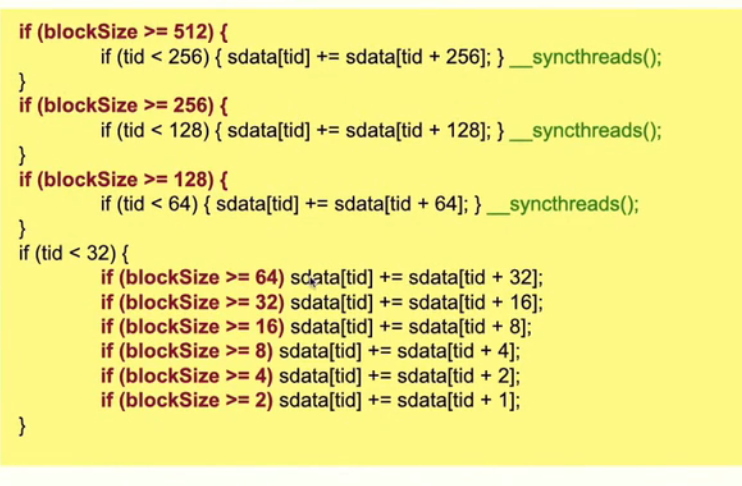 if (blockSize >= 512) {
if (tid < 256) { sdata[tid] += sdata[tid + 256]; } __syncthreads();
}
if (blockSize >= 256) {
if (tid < 128) { sdata[tid] += sdata[tid + 128]; } __syncthreads();
}
if (blockSize >= 128) {
if (tid < 64) { sdata[tid] += sdata[tid + 64]; } __syncthreads();
}
if (tid < 32) {
if (blockSize >= 64) sdata[tid] += sdata[tid + 32];
if (blockSize >= 32) sdata[tid] += sdata[tid + 16];
if (blockSize >= 16) sdata[tid] += sdata[tid + 8];
if (blockSize >= 8) sdata[tid] += sdata[tid + 4];
if (blockSize >= 4) sdata[tid] += sdata[tid + 2];
if (blockSize >= 2) sdata[tid] += sdata[tid + 1];
}